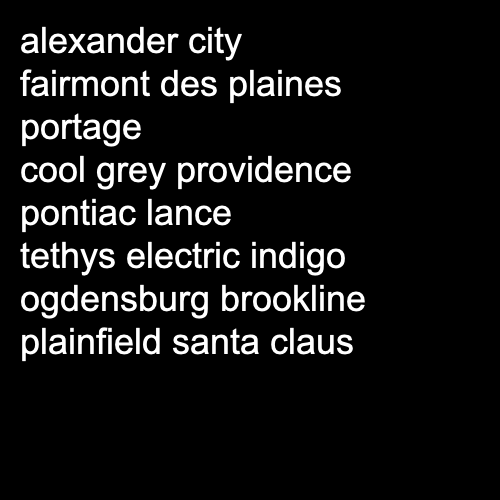 alexander city
fairmont des plaines
portage
cool grey providence
pontiac lance
tethys electric indigo
ogdensburg brookline
plainfield santa claus